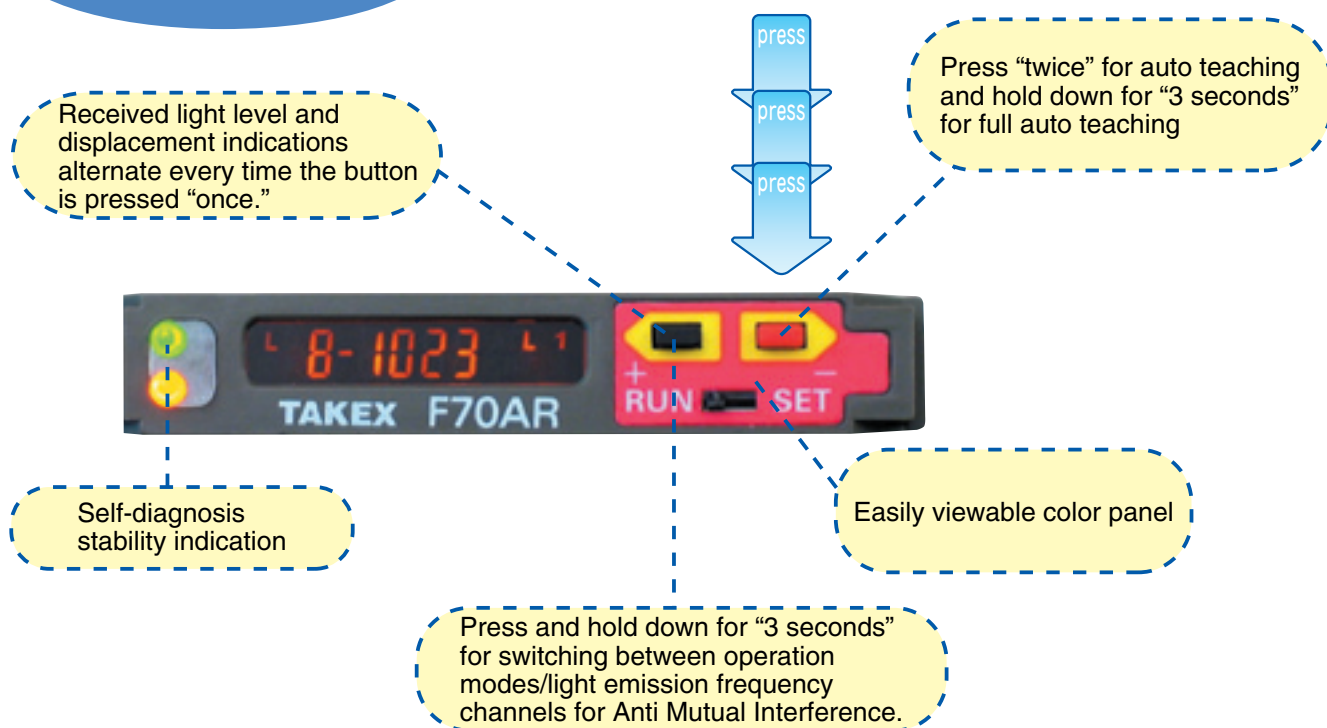 press
press
press
Press “twice” for auto teaching
and hold down for “3 seconds”
for full auto teaching
Received light level and
displacement indications
alternate every time the button
is pressed “once.”
L 8-1023 L 1
TAKEX F70AR
+ −
RUN SET
Self-diagnosis
stability indication
Easily viewable color panel
Press and hold down for “3 seconds”
for switching between operation
modes/light emission frequency
channels for Anti Mutual Interference.